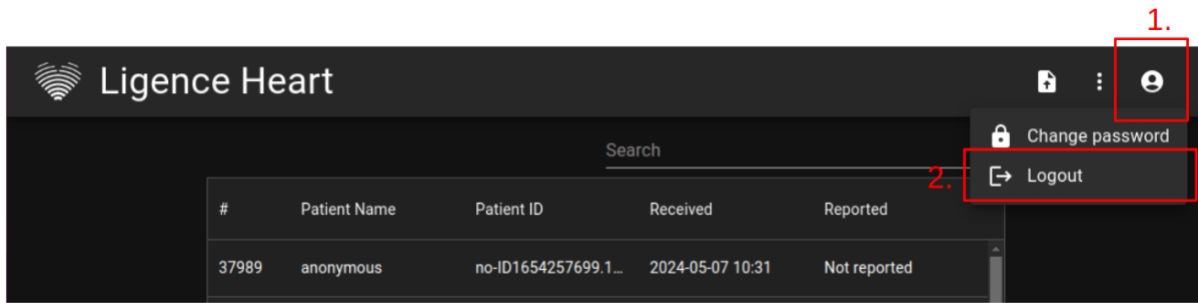 1.
Ligence Heart
Change password
Search
2.
Logout
# Patient Name Patient ID Received Reported
37989 anonymous no-ID1654257699.1... 2024-05-07 10:31 Not reported